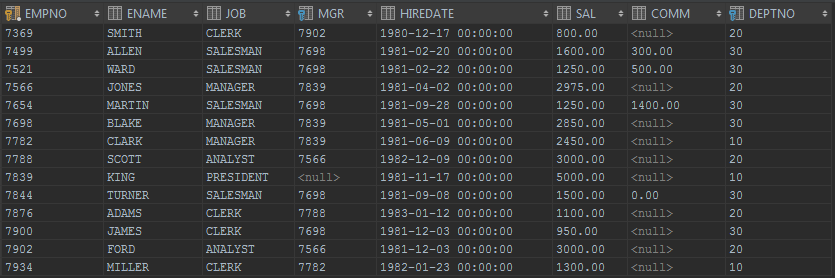 EMPNO ENAME JOB MGR HIREDATE SAL COMM DEPTNO
7369 SMITH CLERK 7902 1980-12-17 00:00:00 800.00 <null> 20
7499 ALLEN SALESMAN 7698 1981-02-20 00:00:00 1600.00 300.00 30
7521 WARD SALESMAN 7698 1981-02-22 00:00:00 1250.00 500.00 30
7566 JONES MANAGER 7839 1981-04-02 00:00:00 2975.00 <null> 20
7654 MARTIN SALESMAN 7698 1981-09-28 00:00:00 1250.00 1400.00 30
7698 BLAKE MANAGER 7839 1981-05-01 00:00:00 2850.00 <null> 30
7782 CLARK MANAGER 7839 1981-06-09 00:00:00 2450.00 <null> 10
7788 SCOTT ANALYST 7566 1982-12-09 00:00:00 3000.00 <null> 20
7839 KING PRESIDENT <null> 1981-11-17 00:00:00 5000.00 <null> 10
7844 TURNER SALESMAN 7698 1981-09-08 00:00:00 1500.00 0.00 30
7876 ADAMS CLERK 7788 1983-01-12 00:00:00 1100.00 <null> 20
7900 JAMES CLERK 7698 1981-12-03 00:00:00 950.00 <null> 30
7902 FORD ANALYST 7566 1981-12-03 00:00:00 3000.00 <null> 20
7934 MILLER CLERK 7782 1982-01-23 00:00:00 1300.00 <null> 10